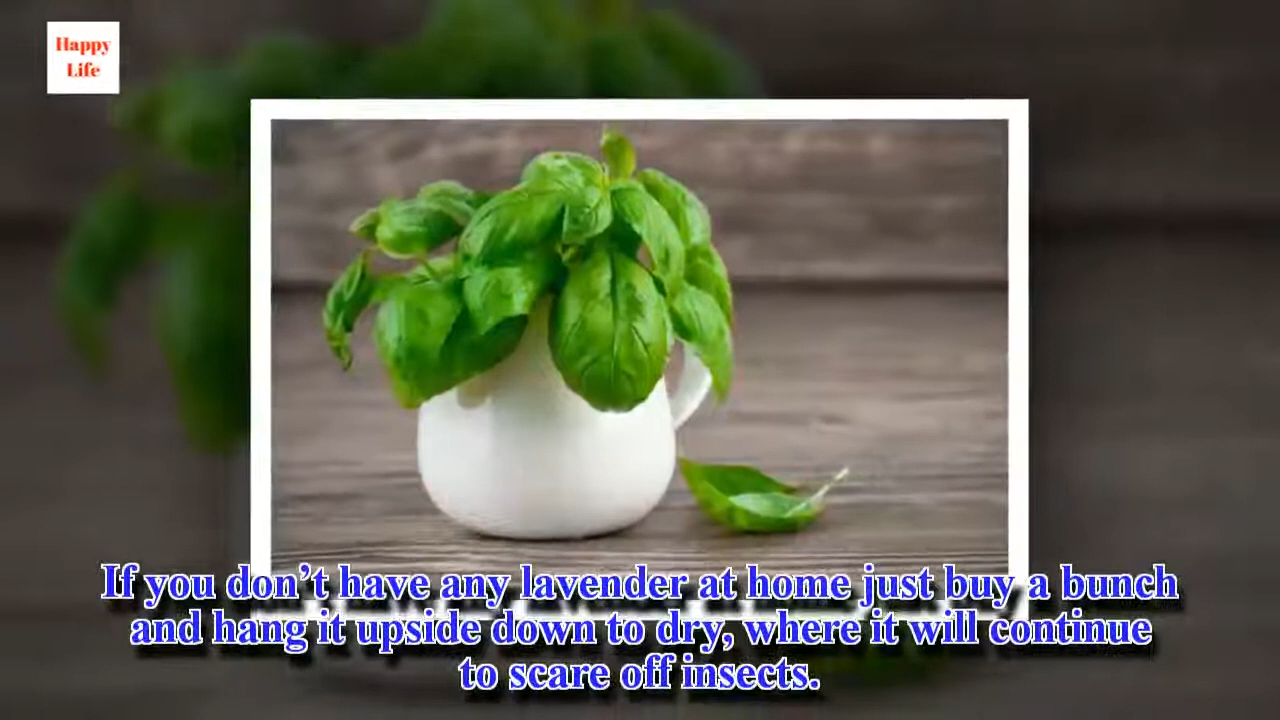 Happy
Life
If you don't have any lavender at home just buy a bunch
and hang it upside down to dry, where it will continue
to scare off insects.